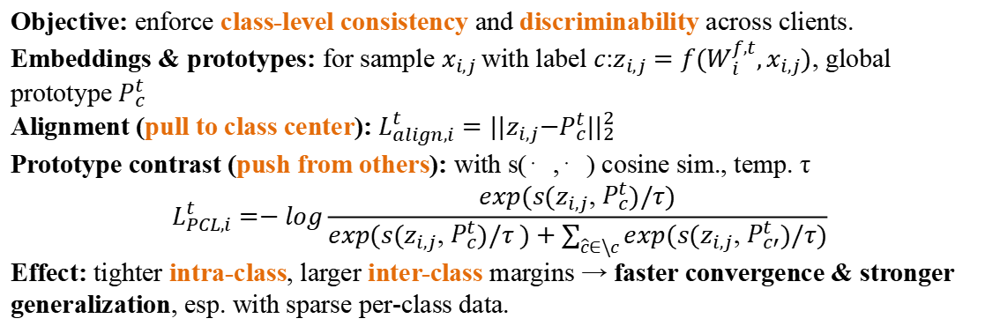 Objective: enforce class-level consistency and discriminability across clients.
Embeddings & prototypes: for sample x_{i,j} with label c:z_{i,j} = f(W_i^{f,t}, x_{i,j}), global
prototype P_c^t
Alignment (pull to class center): L_{align,i}^t = ||z_{i,j}−P_c^t||_2^2
Prototype contrast (push from others): with s(· ,· ) cosine sim., temp. τ
L_{PCL,i}^t =− log \frac{exp(s(z_{i,j}, P_c^t)/τ)}{exp(s(z_{i,j}, P_c^t)/τ ) + ∑_{ĉ∈\c} exp(s(z_{i,j}, P_{c′}^t)/τ)}
Effect: tighter intra-class, larger inter-class margins → faster convergence & stronger
generalization, esp. with sparse per-class data.